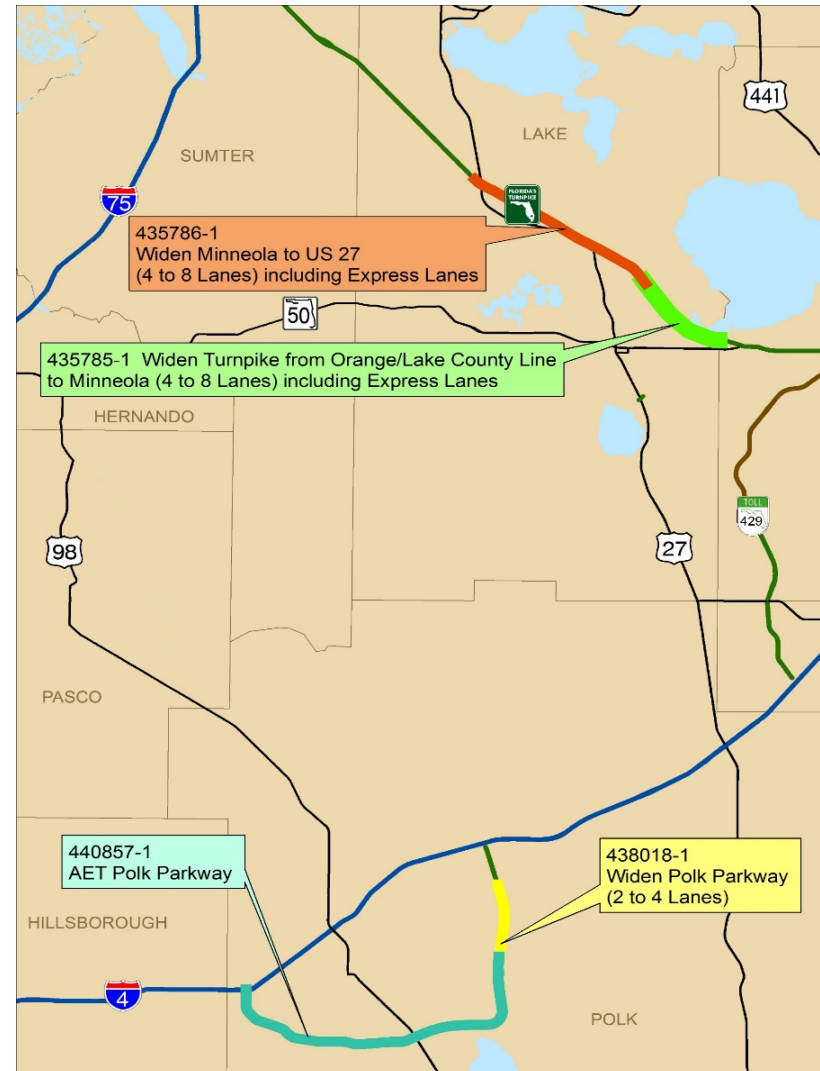 441
LAKE
SUMTER
75
FLORIDA'S
TURNPIKE
435786-1
Widen Minneola to US 27
(4 to 8 Lanes) including Express Lanes
50
435785-1 Widen Turnpike from Orange/Lake County Line
to Minneola (4 to 8 Lanes) including Express Lanes
HERNANDO
TOLL
429
98
27
PASCO
440857-1
AET Polk Parkway
438018-1
Widen Polk Parkway
(2 to 4 Lanes)
HILLSBOROUGH
4
POLK